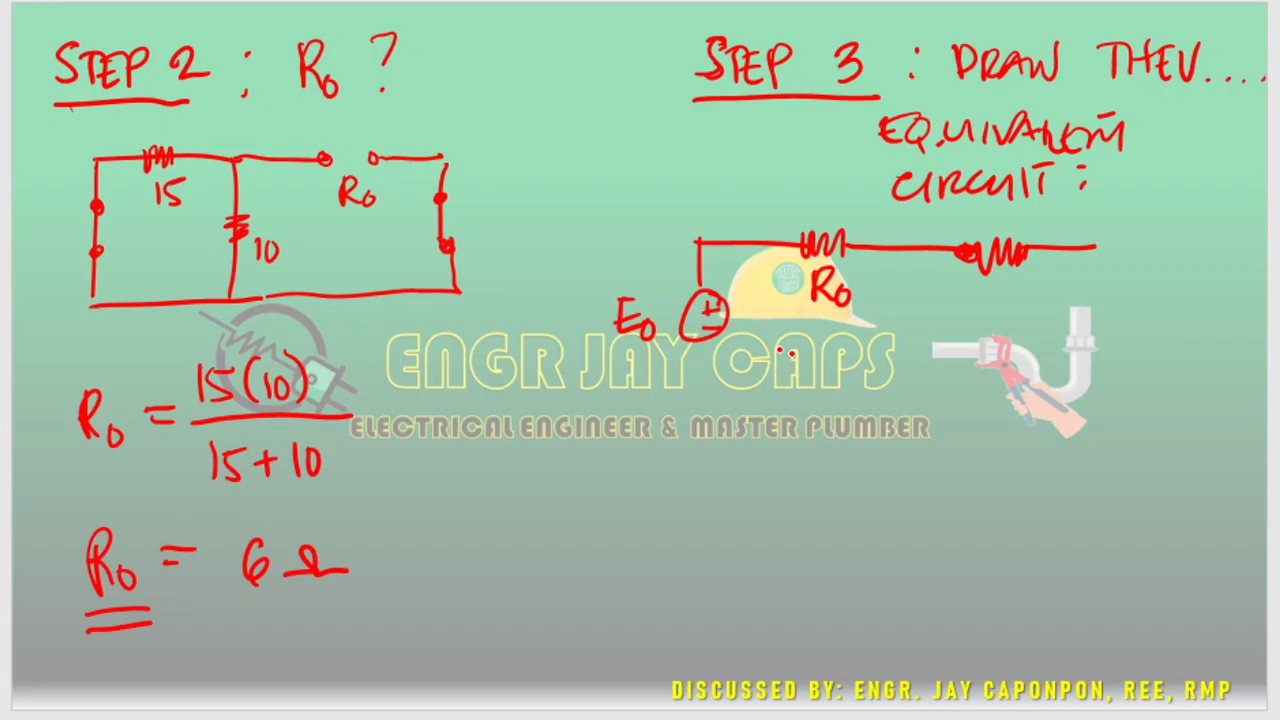 STEP 2 ; R₀ ?
15
R₀
10
R₀ = 15(10)
15 + 10
R₀ = 6 Ω
STEP 3 : DRAW THEV....
EQUIVALENT
CIRCUIT :
R₀
E₀
+
ENGR JAY CAPS
ELECTRICAL ENGINEER & MASTER PLUMBER
DISCUSSED BY: ENGR. JAY CAPONPON, REE, RMP